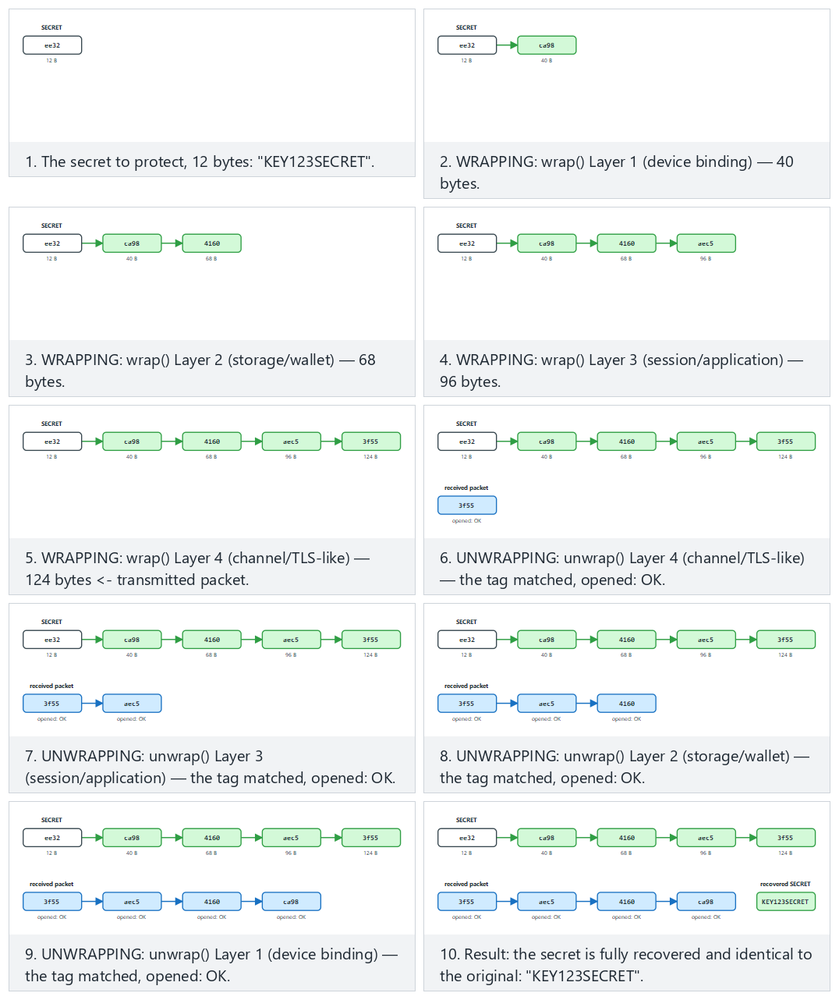 SECRET
ee32
12 B
1. The secret to protect, 12 bytes: "KEY123SECRET".
SECRET
ee32 ca98
12 B 40 B
2. WRAPPING: wrap() Layer 1 (device binding) — 40
bytes.
SECRET
ee32 ca98 4160
12 B 40 B 68 B
3. WRAPPING: wrap() Layer 2 (storage/wallet) — 68
bytes.
SECRET
ee32 ca98 4160 aec5
12 B 40 B 68 B 96 B
4. WRAPPING: wrap() Layer 3 (session/application) —
96 bytes.
SECRET
ee32 ca98 4160 aec5 3f55
12 B 40 B 68 B 96 B 124 B
5. WRAPPING: wrap() Layer 4 (channel/TLS-like) —
124 bytes <- transmitted packet.
SECRET
ee32 ca98 4160 aec5 3f55
12 B 40 B 68 B 96 B 124 B
received packet
3f55
opened: OK
6. UNWRAPPING: unwrap() Layer 4 (channel/TLS-like)
— the tag matched, opened: OK.
SECRET
ee32 ca98 4160 aec5 3f55
12 B 40 B 68 B 96 B 124 B
received packet
3f55 aec5
opened: OK opened: OK
7. UNWRAPPING: unwrap() Layer 3
(session/application) — the tag matched, opened: OK.
SECRET
ee32 ca98 4160 aec5 3f55
12 B 40 B 68 B 96 B 124 B
received packet
3f55 aec5 4160
opened: OK opened: OK opened: OK
8. UNWRAPPING: unwrap() Layer 2 (storage/wallet) —
the tag matched, opened: OK.
SECRET
ee32 ca98 4160 aec5 3f55
12 B 40 B 68 B 96 B 124 B
received packet
3f55 aec5 4160 ca98
opened: OK opened: OK opened: OK opened: OK
9. UNWRAPPING: unwrap() Layer 1 (device binding) —
the tag matched, opened: OK.
SECRET
ee32 ca98 4160 aec5 3f55
12 B 40 B 68 B 96 B 124 B
received packet recovered SECRET
3f55 aec5 4160 ca98 KEY123SECRET
opened: OK opened: OK opened: OK opened: OK
10. Result: the secret is fully recovered and identical to
the original: "KEY123SECRET".